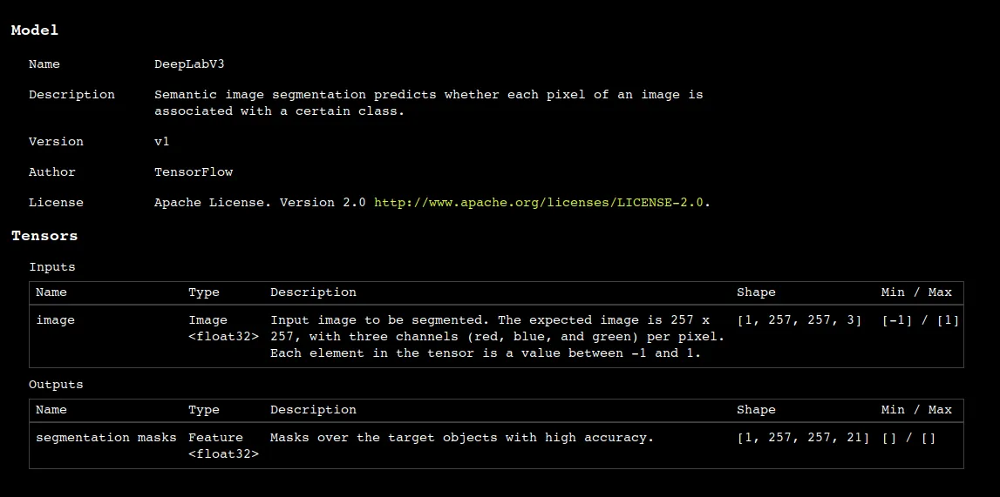 Model
Name DeepLabV3
Description Semantic image segmentation predicts whether each pixel of an image is
associated with a certain class.
Version v1
Author TensorFlow
License Apache License. Version 2.0 http://www.apache.org/licenses/LICENSE-2.0.
Tensors
Inputs
Name Type Description Shape Min / Max
image Image Input image to be segmented. The expected image is 257 x [1, 257, 257, 3] [-1] / [1]
<float32> 257, with three channels (red, blue, and green) per pixel.
Each element in the tensor is a value between -1 and 1.
Outputs
Name Type Description Shape Min / Max
segmentation masks Feature Masks over the target objects with high accuracy. [1, 257, 257, 21] [] / []
<float32>